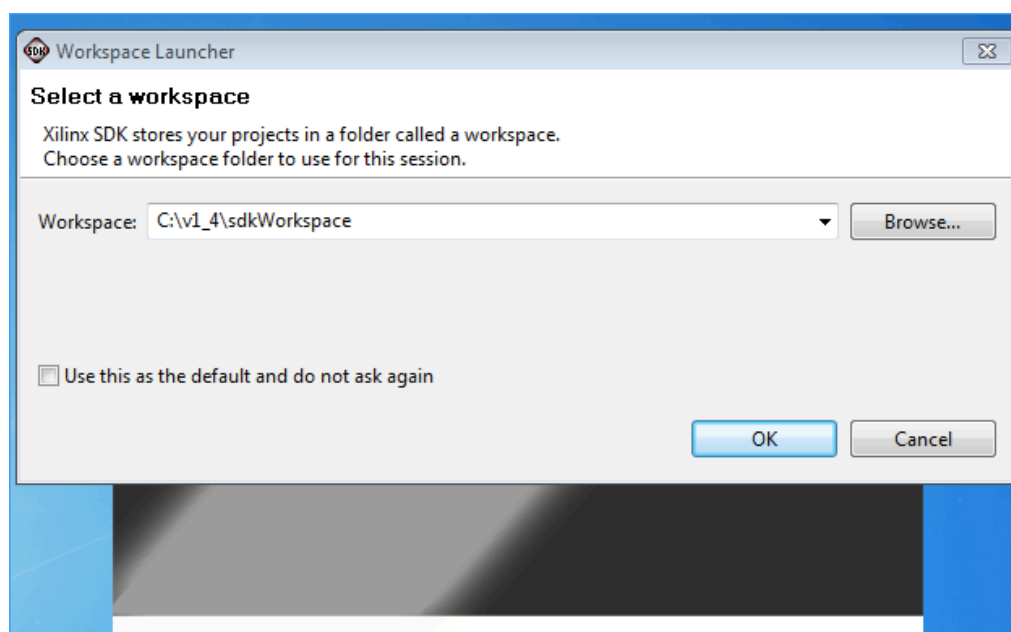 SDK Workspace Launcher
Select a workspace
Xilinx SDK stores your projects in a folder called a workspace.
Choose a workspace folder to use for this session.
Workspace: C:\v1_4\sdkWorkspace Browse...
Use this as the default and do not ask again
OK Cancel